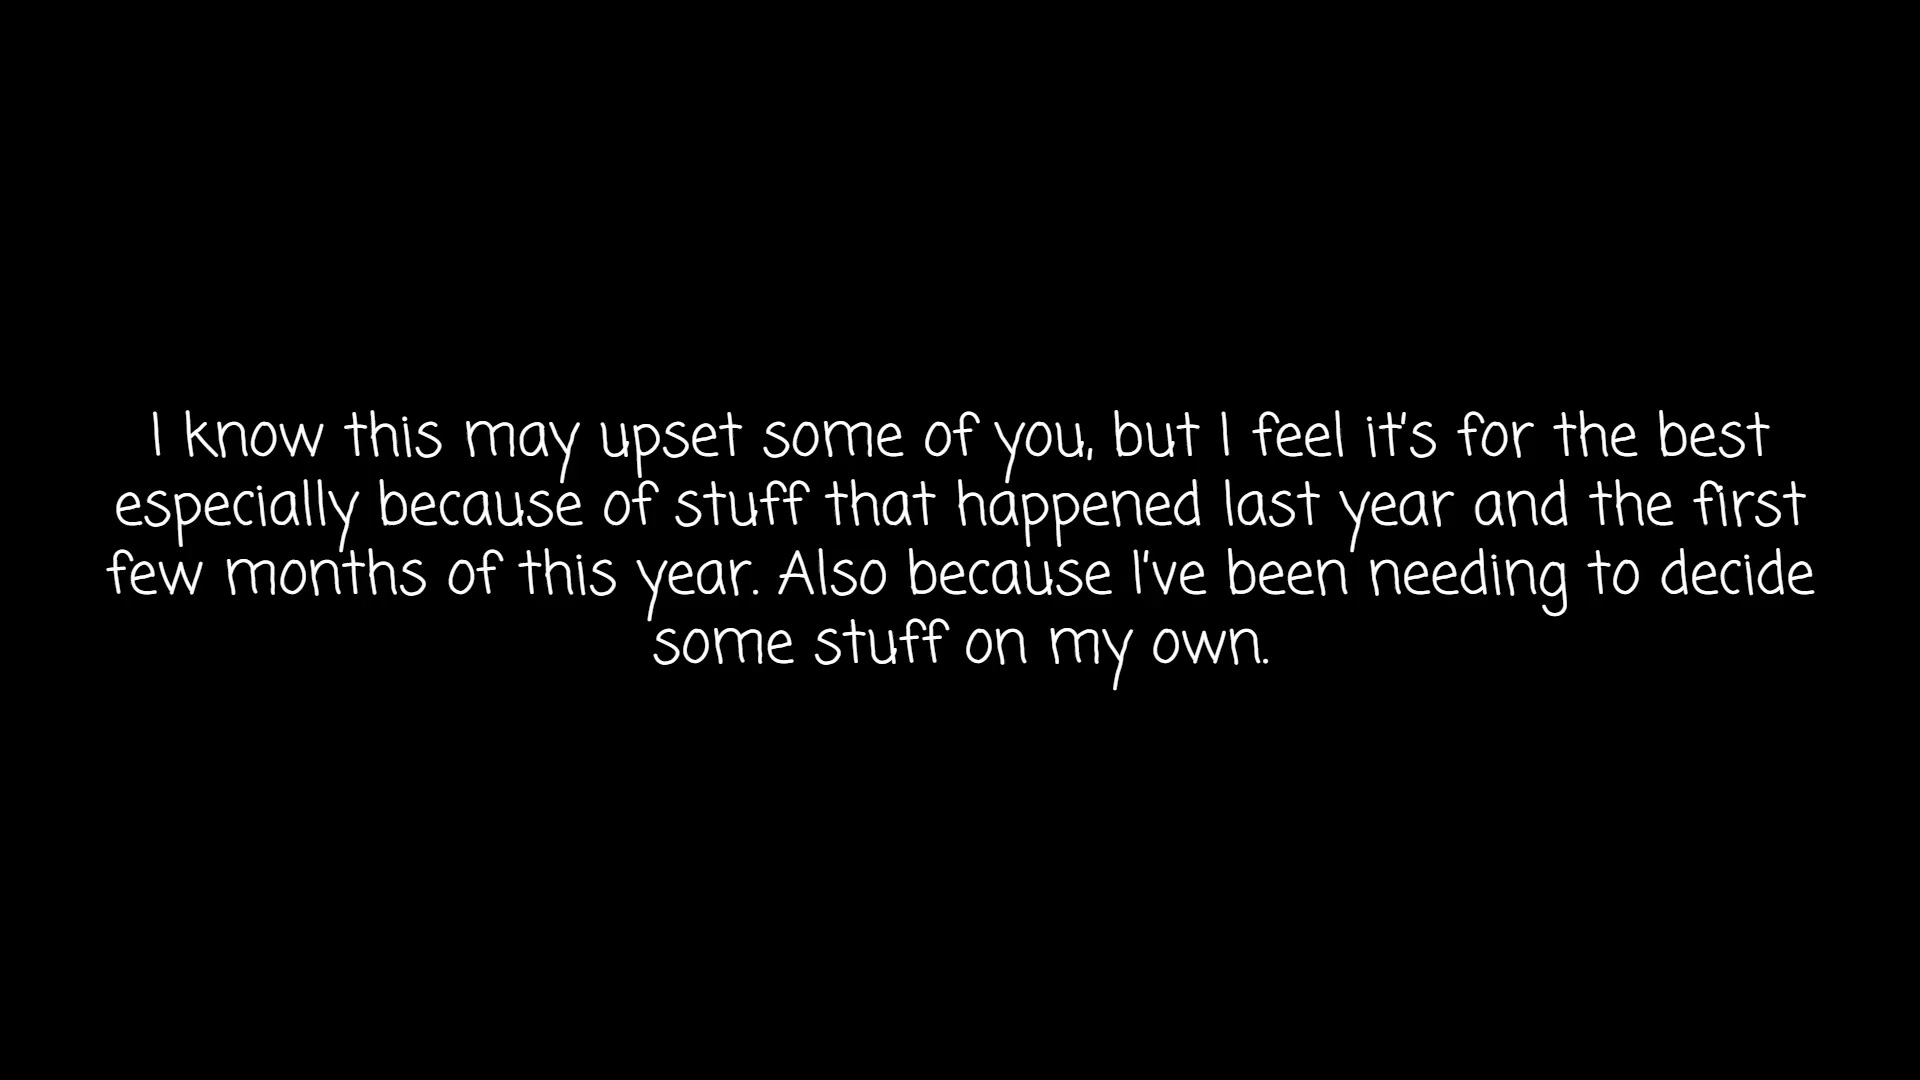 I know this may upset some of you, but I feel it's for the best
especially because of stuff that happened last year and the first
few months of this year. Also because I've been needing to decide
some stuff on my own.